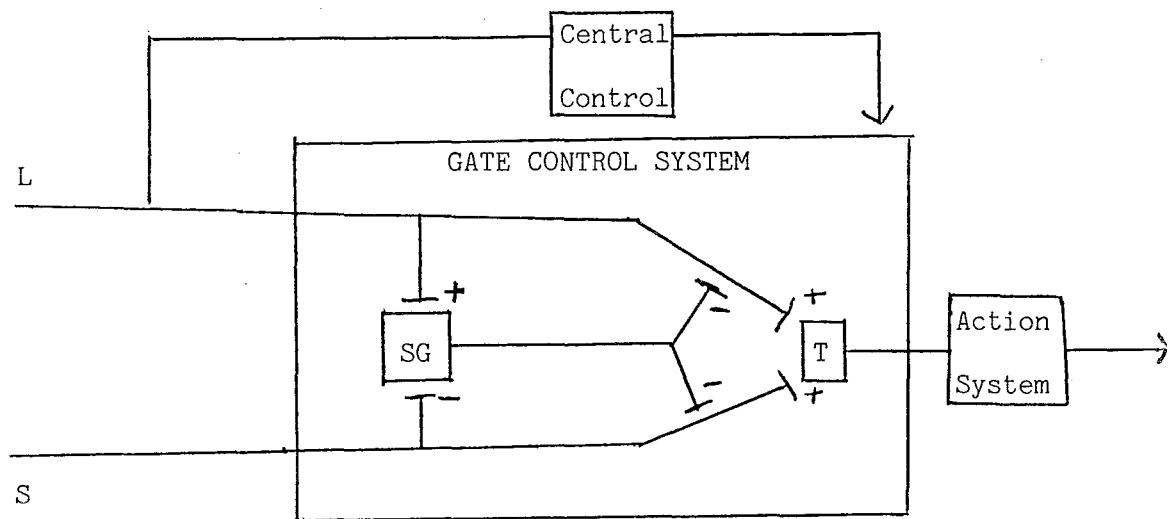 Central
Control
GATE CONTROL SYSTEM
L
+
-
+
SG
T
Action
System
-
-
+
S